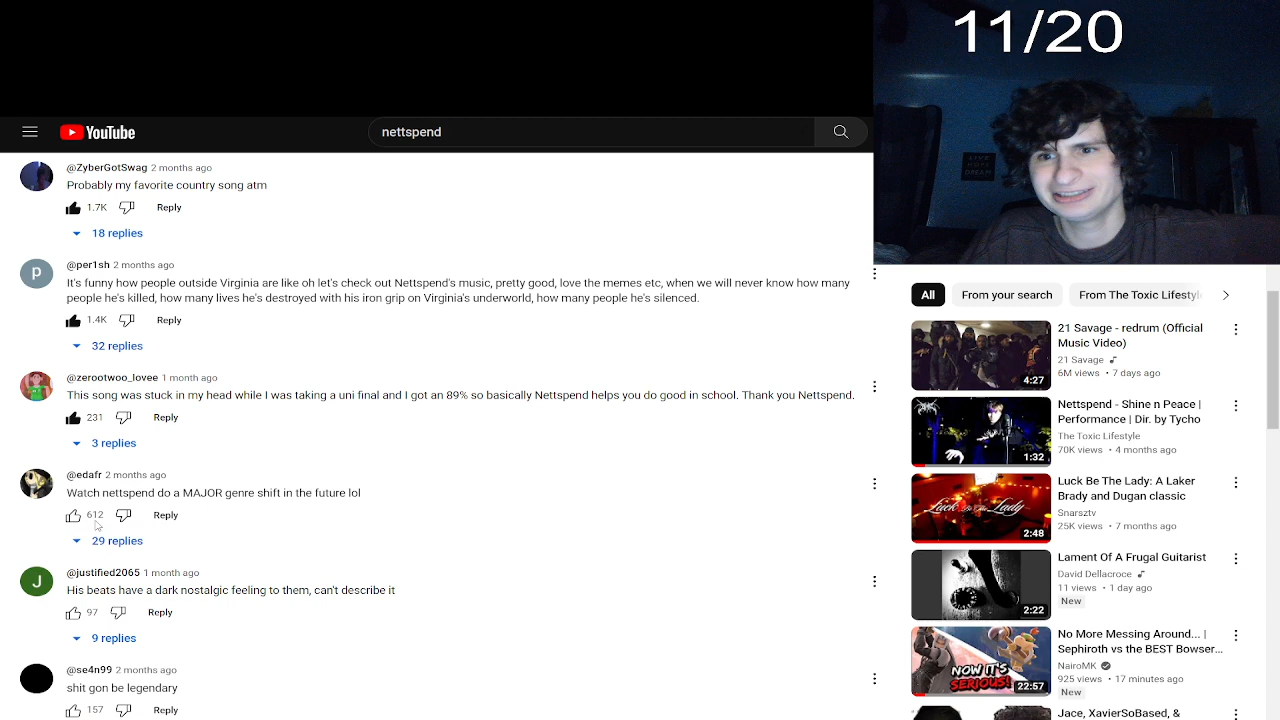 11/20
YouTube
nettspend
@ZyberGotSwag 2 months ago
Probably my favorite country song atm
1.7K Reply
18 replies
P
@per1sh 2 months ago
It's funny how people outside Virginia are like oh let's check out Nettspend's music, pretty good, love the memes etc, when we will never know how many
people he's killed, how many lives he's destroyed with his iron grip on Virginia's underworld, how many people he's silenced.
1.4K Reply
32 replies
@zerootwoo_lovee 1 month ago
This song was stuck in my head while I was taking a uni final and I got an 89% so basically Nettspend helps you do good in school. Thank you Nettspend.
231 Reply
3 replies
@edafr 2 months ago
Watch nettspend do a MAJOR genre shift in the future lol
612 Reply
29 replies
J
@justanid2065 1 month ago
His beats have a dark nostalgic feeling to them, can't describe it
97 Reply
9 replies
@se4n99 2 months ago
shit gon be legendary
157 Reply
LIVE
DREAM
All
From your search
From The Toxic Lifestyl
4:27
21 Savage - redrum (Official
Music Video)
21 Savage
6M views • 7 days ago
1:32
Nettspend - Shine n Peace |
Performance | Dir. by Tycho
The Toxic Lifestyle
70K views • 4 months ago
Luck Be The Lady
2:48
Luck Be The Lady: A Laker
Brady and Dugan classic
Snarsztv
25K views • 7 months ago
2:22
Lament Of A Frugal Guitarist
David Dellacroce
11 views • 1 day ago
New
NOW IT'S
SERIOUS!
22:57
No More Messing Around... |
Sephiroth vs the BEST Bowser...
NairoMK
925 views • 17 minutes ago
New
Jace, XavierSoBased, &